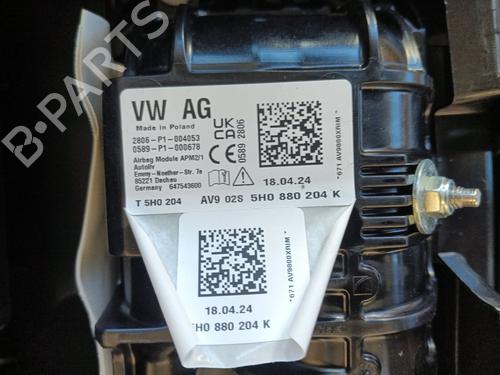 B-PARTS
VW AG
Made in Poland
2806-P1-004053
0589-P1-000678
UK
CA
0589 2806
Airbag Module APM2/1
Autoliv
Emmy-Noether-Str. 7a
85221 Dachau
Germany 647543600
18.04.24
T 5H0 204 AV9 02S 5H0 880 204 K
*671 AV9800XRIM*
18.04.24
5H0 880 204 K
*671 AV9800XRIM*